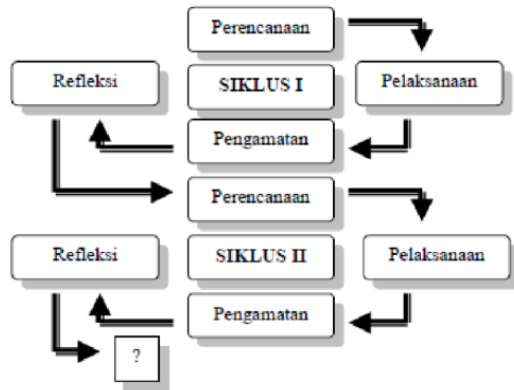 Perencanaan
Refleksi
SIKLUS I
Pelaksanaan
Pengamatan
Perencanaan
Refleksi
SIKLUS II
Pelaksanaan
Pengamatan
?